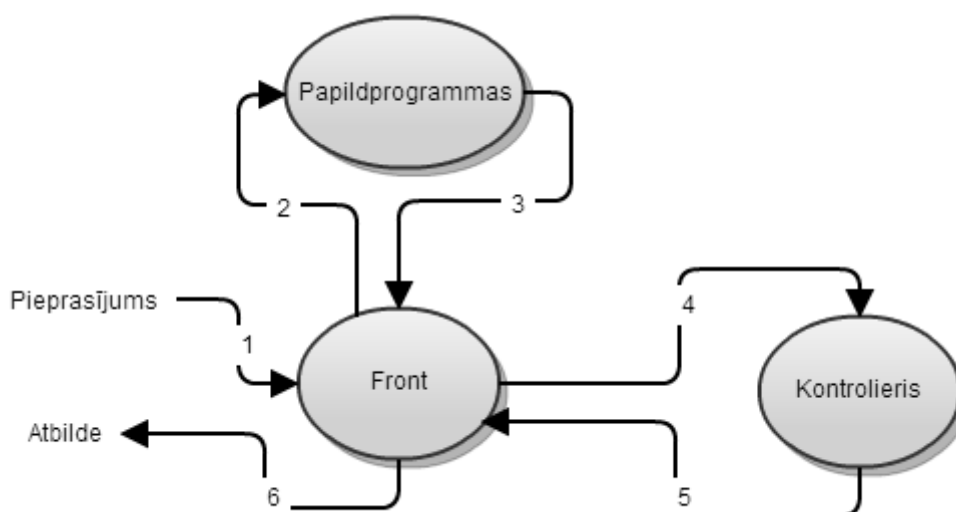 Papildprogrammas
2
3
Pieprasījums
1
4
Front
Kontrolieris
Atbilde
6
5